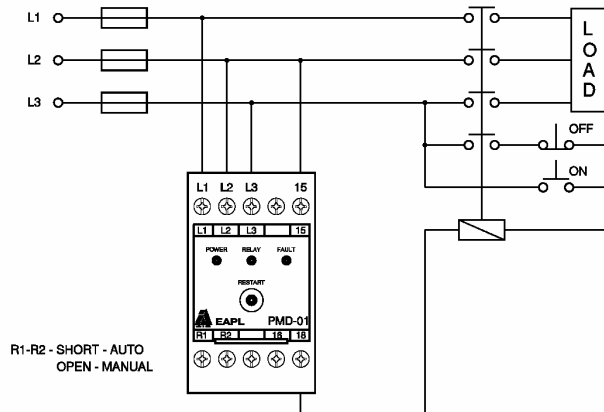 L1
L2
L3
LOAD
OFF
ON
L1 L2 L3 15
L1 L2 L3 15
POWER RELAY FAULT
RESTART
EAPL PMD-01
R1 R2 16 18
R1-R2 - SHORT - AUTO
OPEN - MANUAL